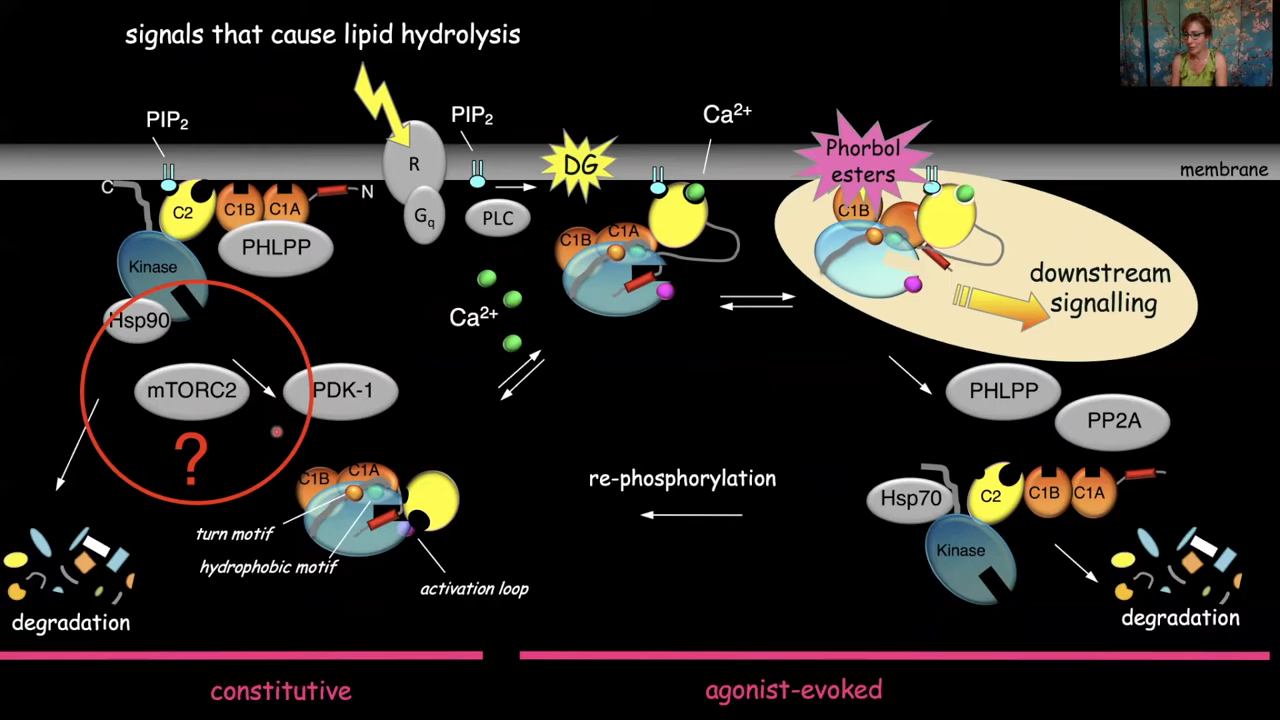 signals that cause lipid hydrolysis
PIP2
PIP2
Ca2+
R
DG
Phorbol
esters
membrane
C
N
C2
C1B
C1A
Gq
PLC
PHLPP
C1B
C1A
C1B
Kinase
Hsp90
Ca2+
downstream
signalling
mTORC2
PDK-1
PHLPP
PP2A
?
C1B
C1A
re-phosphorylation
Hsp70
C2
C1B
C1A
turn motif
hydrophobic motif
activation loop
Kinase
degradation
degradation
constitutive
agonist-evoked